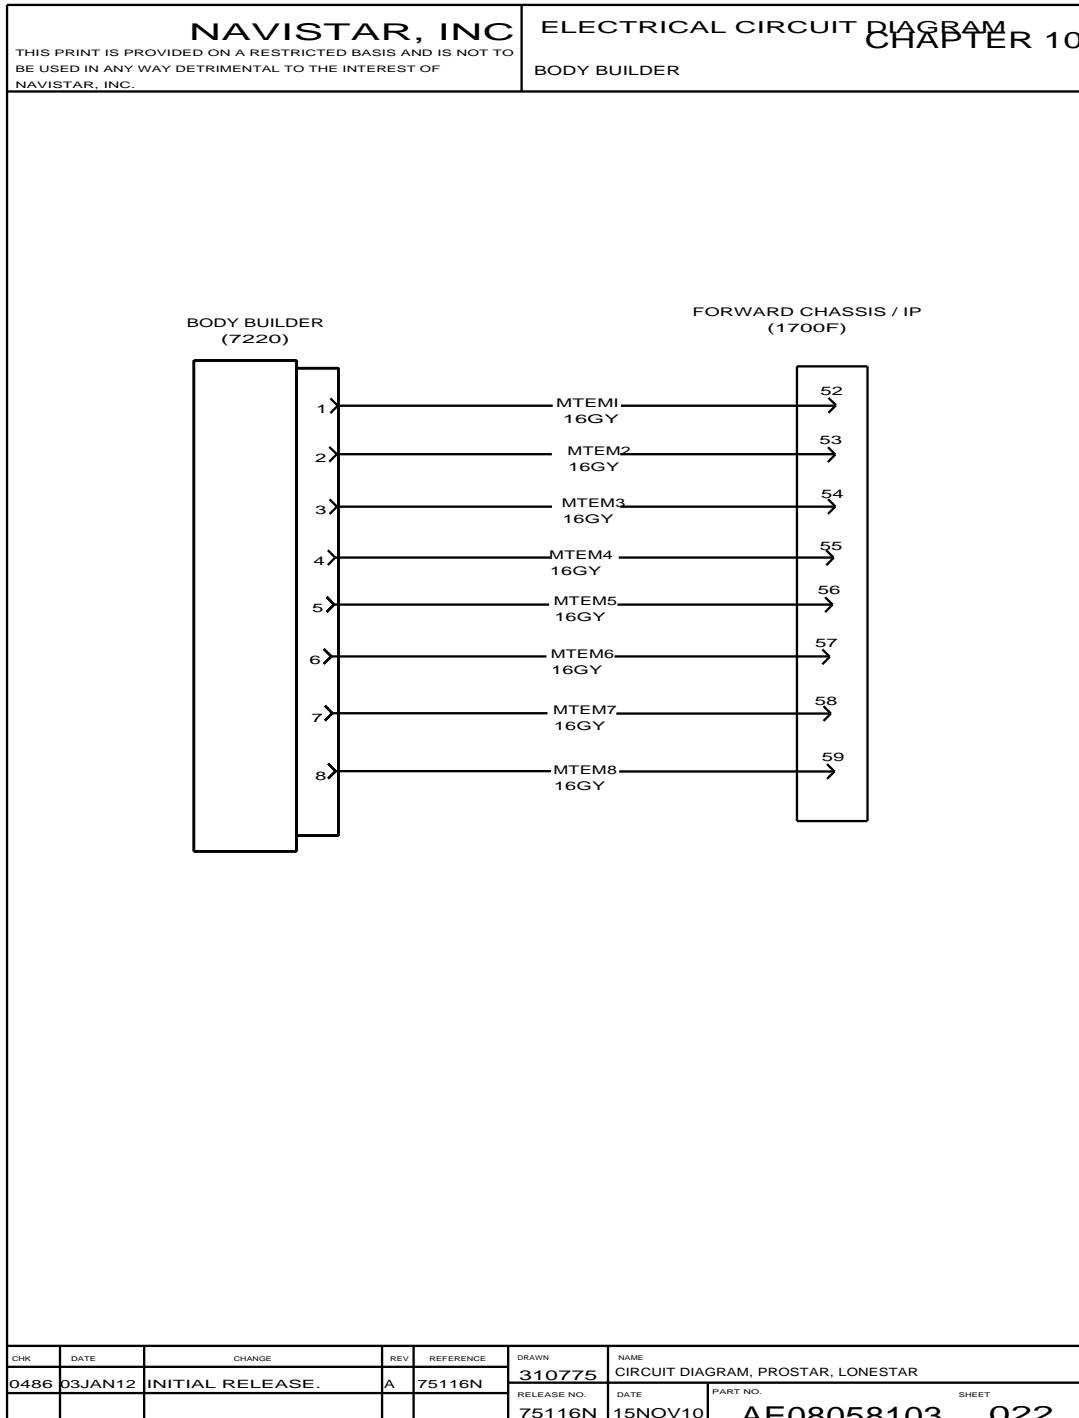 NAVISTAR, INC
THIS PRINT IS PROVIDED ON A RESTRICTED BASIS AND IS NOT TO
BE USED IN ANY WAY DETRIMENTAL TO THE INTEREST OF
NAVISTAR, INC.
ELECTRICAL CIRCUIT DIAGRAM
CHAPTER 10
BODY BUILDER
BODY BUILDER
(7220)
FORWARD CHASSIS / IP
(1700F)
1 MTEM1 52
16GY
2 MTEM2 53
16GY
3 MTEM3 54
16GY
4 MTEM4 55
16GY
5 MTEM5 56
16GY
6 MTEM6 57
16GY
7 MTEM7 58
16GY
8 MTEM8 59
16GY
CHK DATE CHANGE REV REFERENCE
0486 03JAN12 INITIAL RELEASE. A 75116N
DRAWN
310775
NAME
CIRCUIT DIAGRAM, PROSTAR, LONESTAR
RELEASE NO.
75116N
DATE
15NOV10
PART NO.
AE08058103
SHEET
022